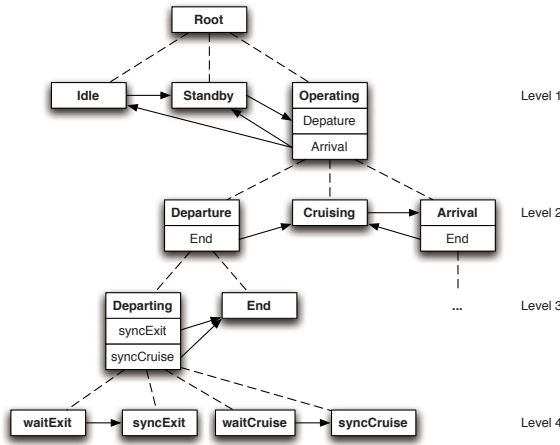 Root
Idle
Standby
Operating
Depature
Arrival
Level 1
Departure
End
Cruising
Arrival
End
Level 2
Departing
syncExit
syncCruise
End
...
Level 3
waitExit
syncExit
waitCruise
syncCruise
Level 4